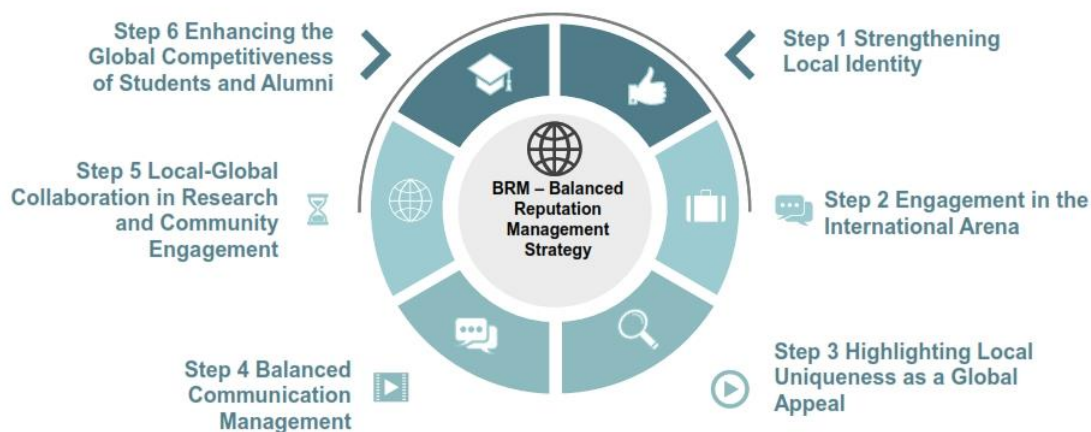 Step 6 Enhancing the
Global Competitiveness
of Students and Alumni
Step 1 Strengthening
Local Identity
BRM – Balanced
Reputation
Management
Strategy
Step 5 Local-Global
Collaboration in Research
and Community
Engagement
Step 2 Engagement in the
International Arena
Step 4 Balanced
Communication
Management
Step 3 Highlighting Local
Uniqueness as a Global
Appeal